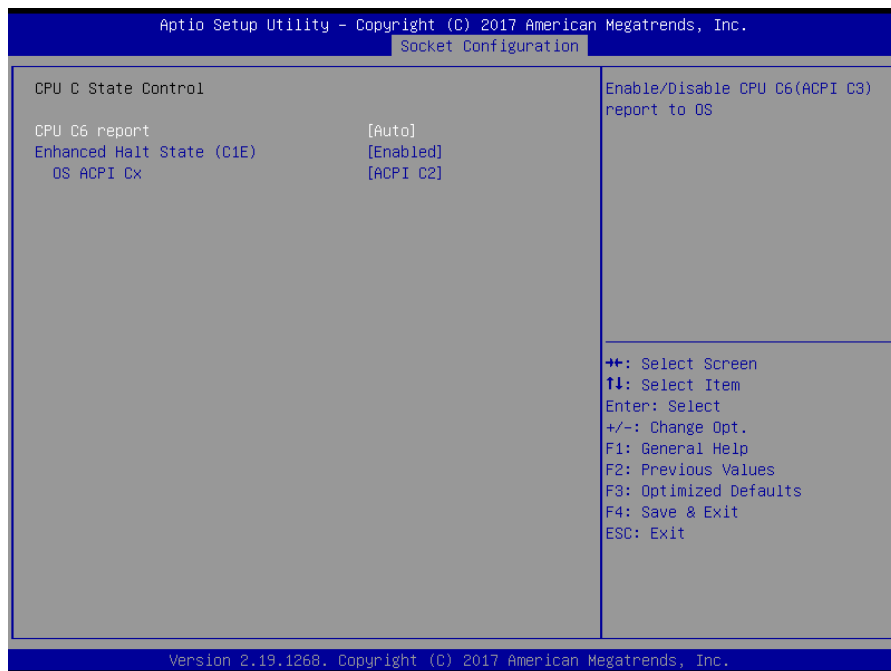 Aptio Setup Utility – Copyright (C) 2017 American Megatrends, Inc.
Socket Configuration
CPU C State Control
CPU C6 report [Auto]
Enhanced Halt State (C1E) [Enabled]
OS ACPI Cx [ACPI C2]
Enable/Disable CPU C6(ACPI C3)
report to OS
→←: Select Screen
↑↓: Select Item
Enter: Select
+/-: Change Opt.
F1: General Help
F2: Previous Values
F3: Optimized Defaults
F4: Save & Exit
ESC: Exit
Version 2.19.1268. Copyright (C) 2017 American Megatrends, Inc.